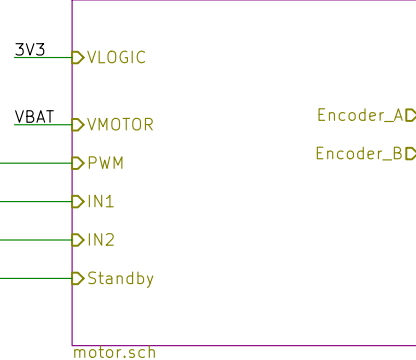 3V3
VLOGIC
Encoder_A
VBAT
VMOTOR
Encoder_B
PWM
IN1
IN2
Standby
motor.sch